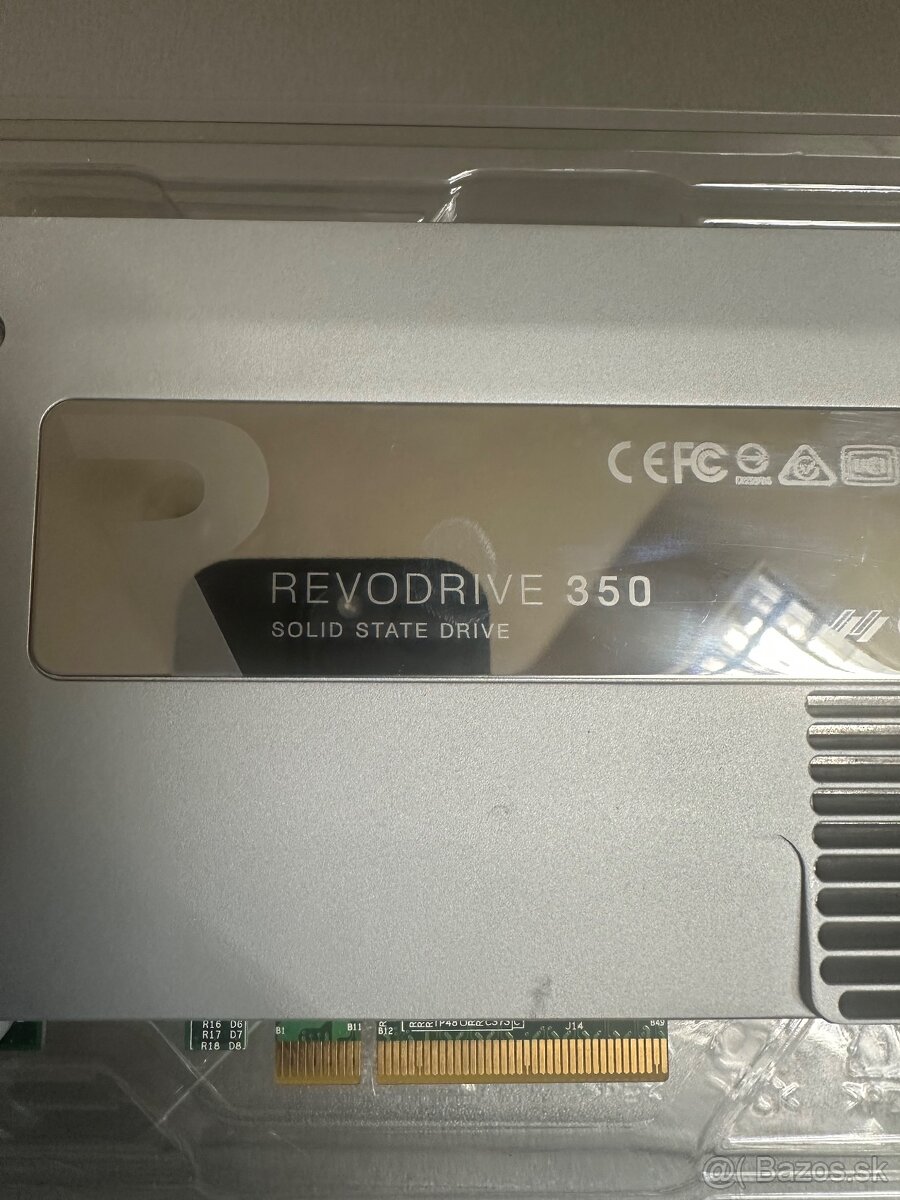 CE FC
REVODRIVE 350
SOLID STATE DRIVE
R16 D6
R17 D7
R18 D8
B1
B11
B12
J14
B49
@( Bazos.sk